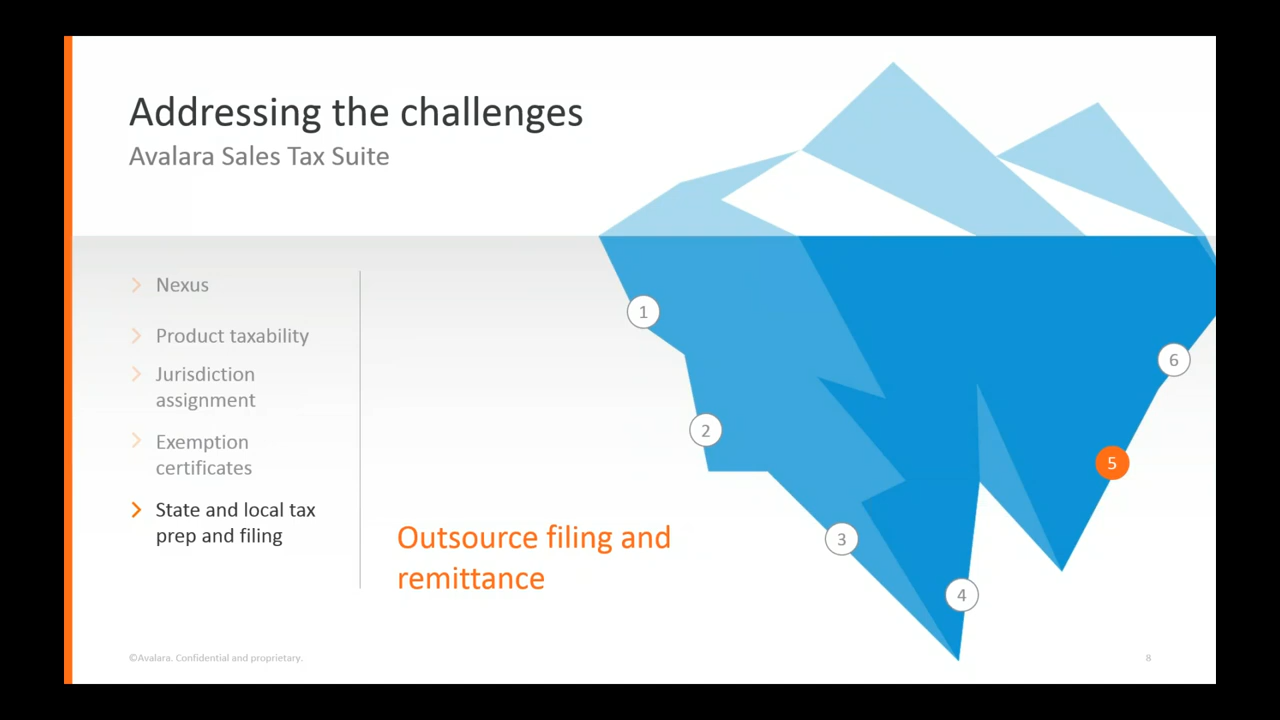 Addressing the challenges
Avalara Sales Tax Suite
Nexus
Product taxability
Jurisdiction
assignment
Exemption
certificates
State and local tax
prep and filing
Outsource filing and
remittance
1
2
3
4
5
6
©Avalara. Confidential and proprietary.
8